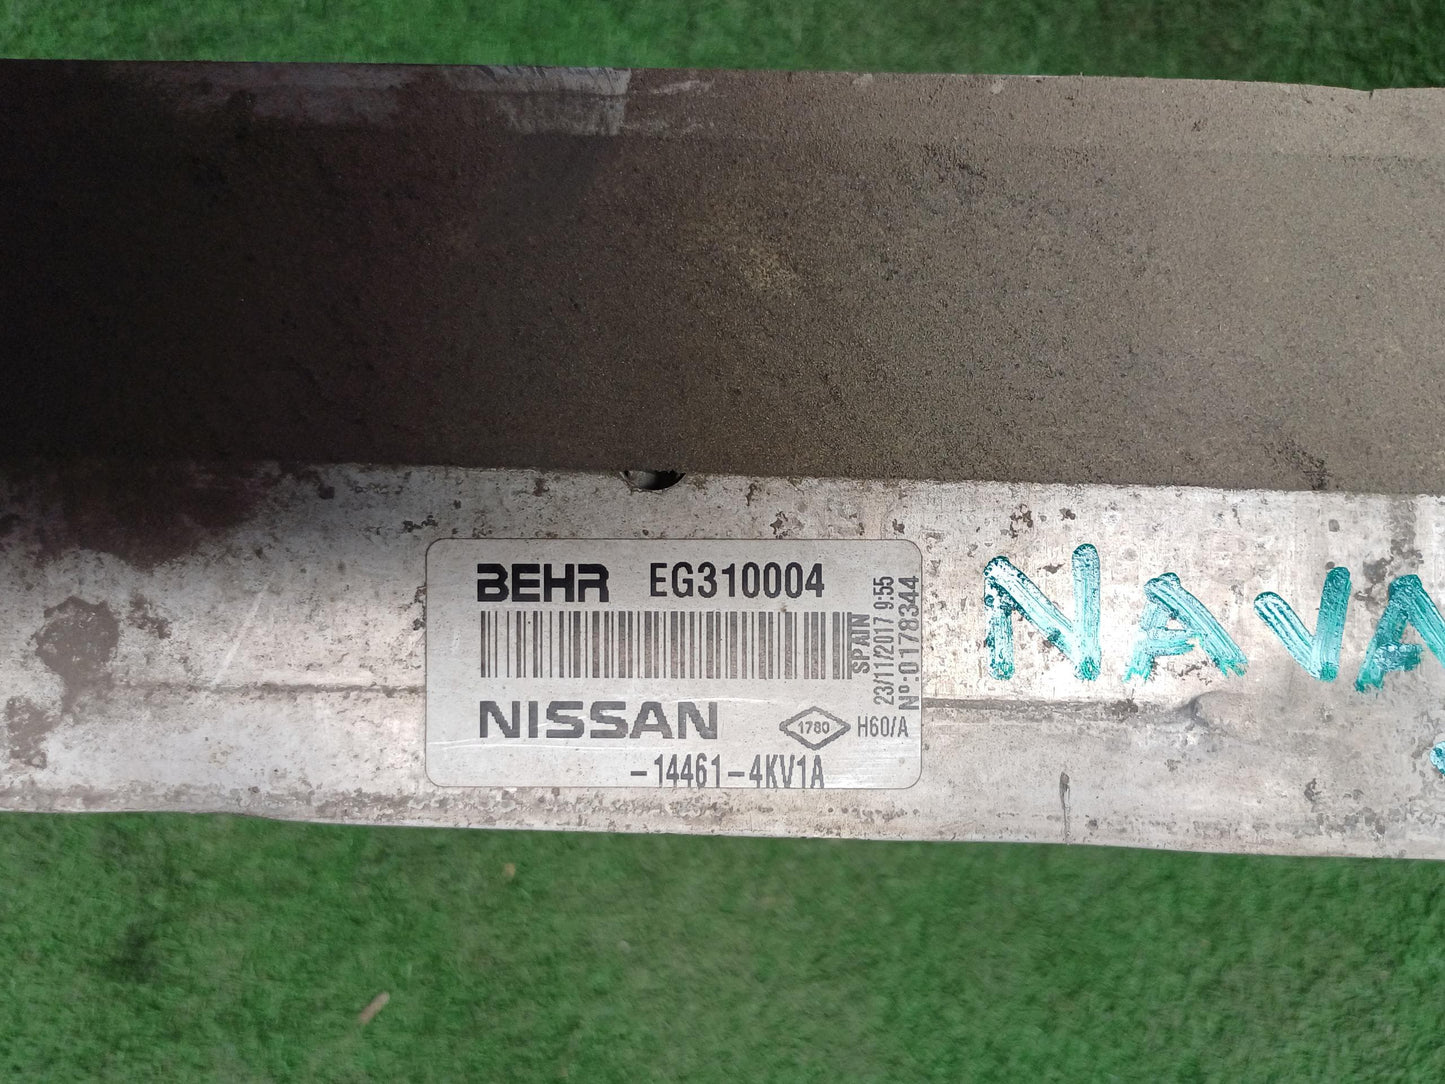 BEHR EG310004
NISSAN
1780
H60/A
-14461-4KV1A
SPAIN
23/11/2017 9:55
Nº:0178344
NAVA